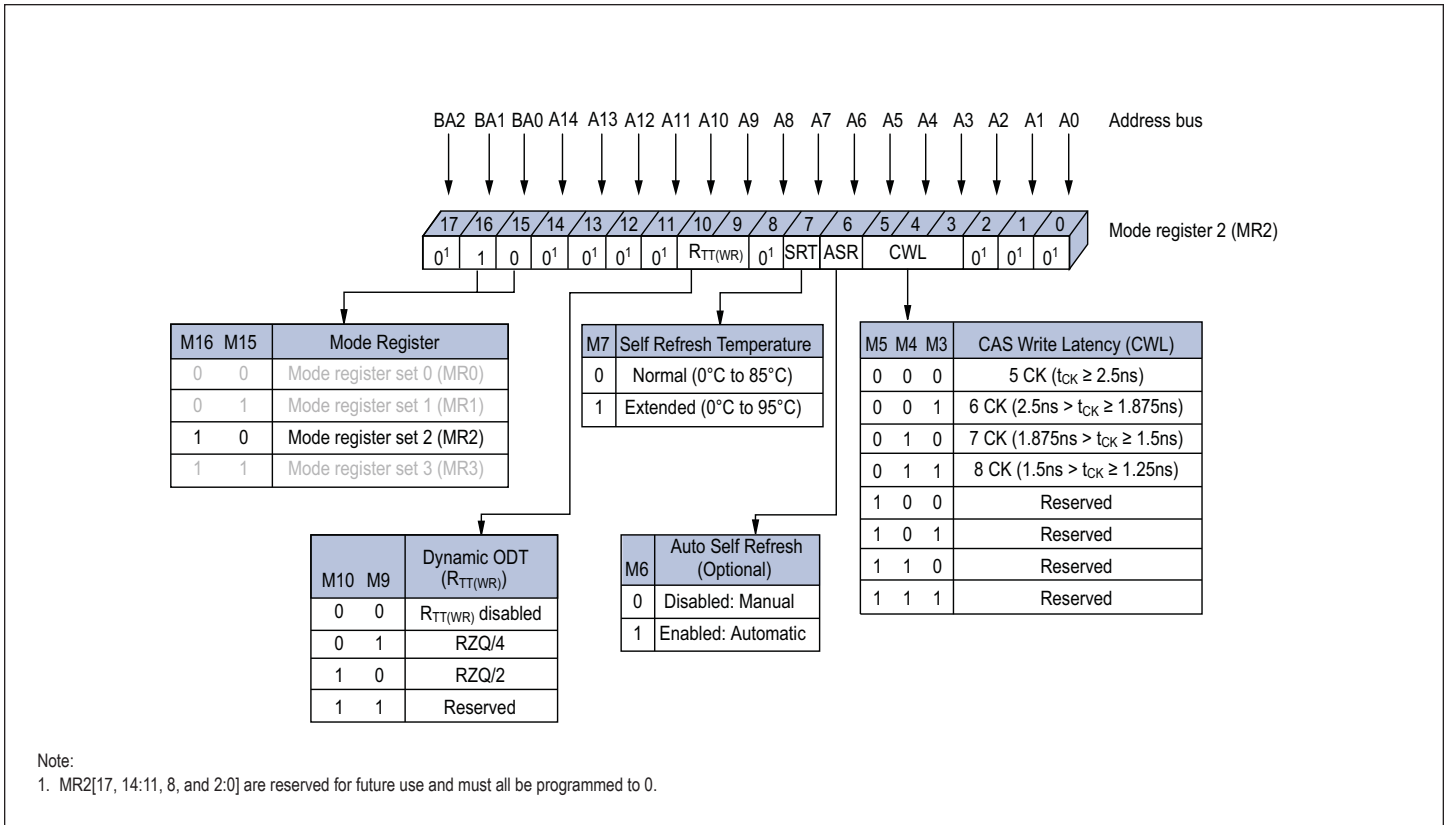 BA2 BA1 BA0 A14 A13 A12 A11 A10 A9 A8 A7 A6 A5 A4 A3 A2 A1 A0 Address bus
17 16 15 14 13 12 11 10 9 8 7 6 5 4 3 2 1 0 Mode register 2 (MR2)
0¹ 1 0 0¹ 0¹ 0¹ 0¹ RTT(WR) 0¹ SRT ASR CWL 0¹ 0¹ 0¹
M16 M15 Mode Register
0 0 Mode register set 0 (MR0)
0 1 Mode register set 1 (MR1)
1 0 Mode register set 2 (MR2)
1 1 Mode register set 3 (MR3)
M7 Self Refresh Temperature
0 Normal (0°C to 85°C)
1 Extended (0°C to 95°C)
M5 M4 M3 CAS Write Latency (CWL)
0 0 0 5 CK (tCK ≥ 2.5ns)
0 0 1 6 CK (2.5ns > tCK ≥ 1.875ns)
0 1 0 7 CK (1.875ns > tCK ≥ 1.5ns)
0 1 1 8 CK (1.5ns > tCK ≥ 1.25ns)
1 0 0 Reserved
1 0 1 Reserved
1 1 0 Reserved
1 1 1 Reserved
M10 M9 Dynamic ODT
(RTT(WR))
0 0 RTT(WR) disabled
0 1 RZQ/4
1 0 RZQ/2
1 1 Reserved
M6 Auto Self Refresh
(Optional)
0 Disabled: Manual
1 Enabled: Automatic
Note:
1. MR2[17, 14:11, 8, and 2:0] are reserved for future use and must all be programmed to 0.